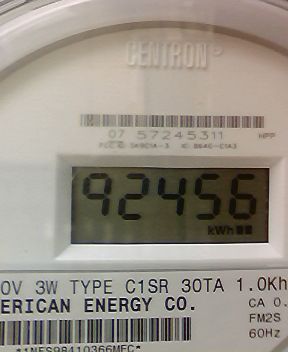 CENTRON®
07 57245311 HPP
92456
kWh
0V 3W TYPE C1SR 30TA 1.0Kh
ERICAN ENERGY CO. CA 0.
FM2S
60Hz